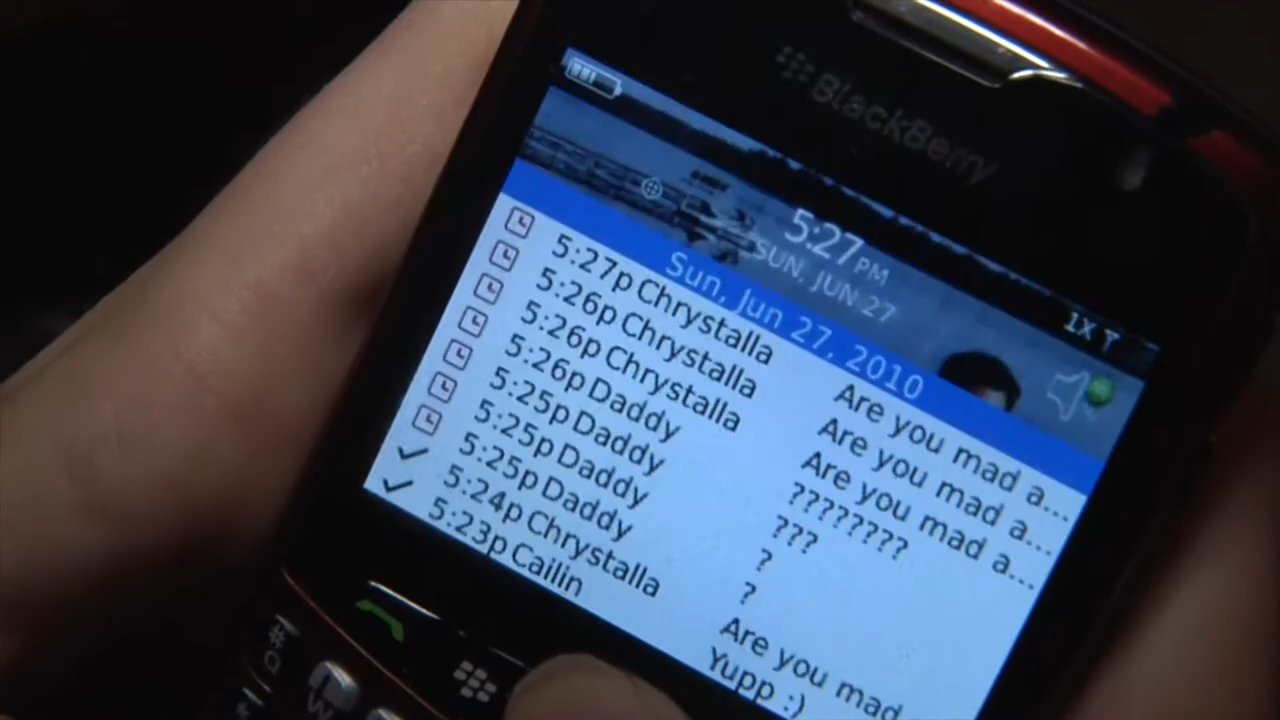 BlackBerry
1X
5:27 PM
SUN, JUN 27
Sun, Jun 27, 2010
5:27p Chrystalla Are you mad a...
5:26p Chrystalla Are you mad a...
5:26p Chrystalla Are you mad a...
5:26p Daddy ????????
5:25p Daddy ???
5:25p Daddy ?
5:25p Daddy ?
5:24p Chrystalla Are you mad
5:23p Cailin Yupp :)
#
Q
W